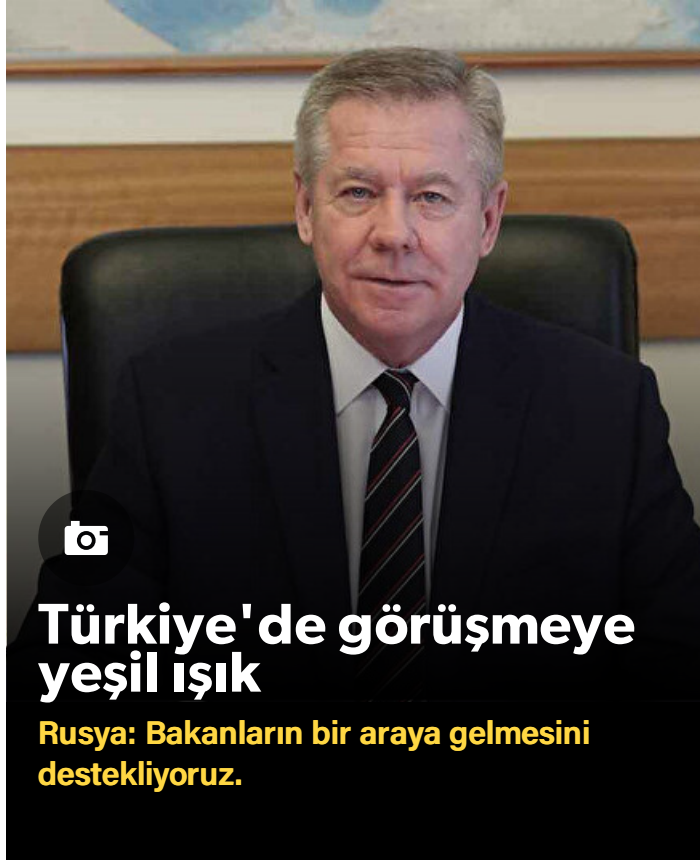 Türkiye'de görüşmeye
yeşil ışık
Rusya: Bakanların bir araya gelmesini
destekliyoruz.